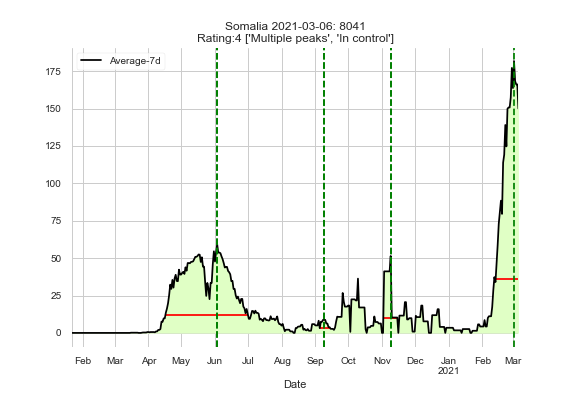 Somalia 2021-03-06: 8041
Rating:4 ['Multiple peaks', 'In control']
Average-7d
175
150
125
100
75
50
25
0
Feb Mar Apr May Jun Jul Aug Sep Oct Nov Dec Jan Feb Mar
2021
Date